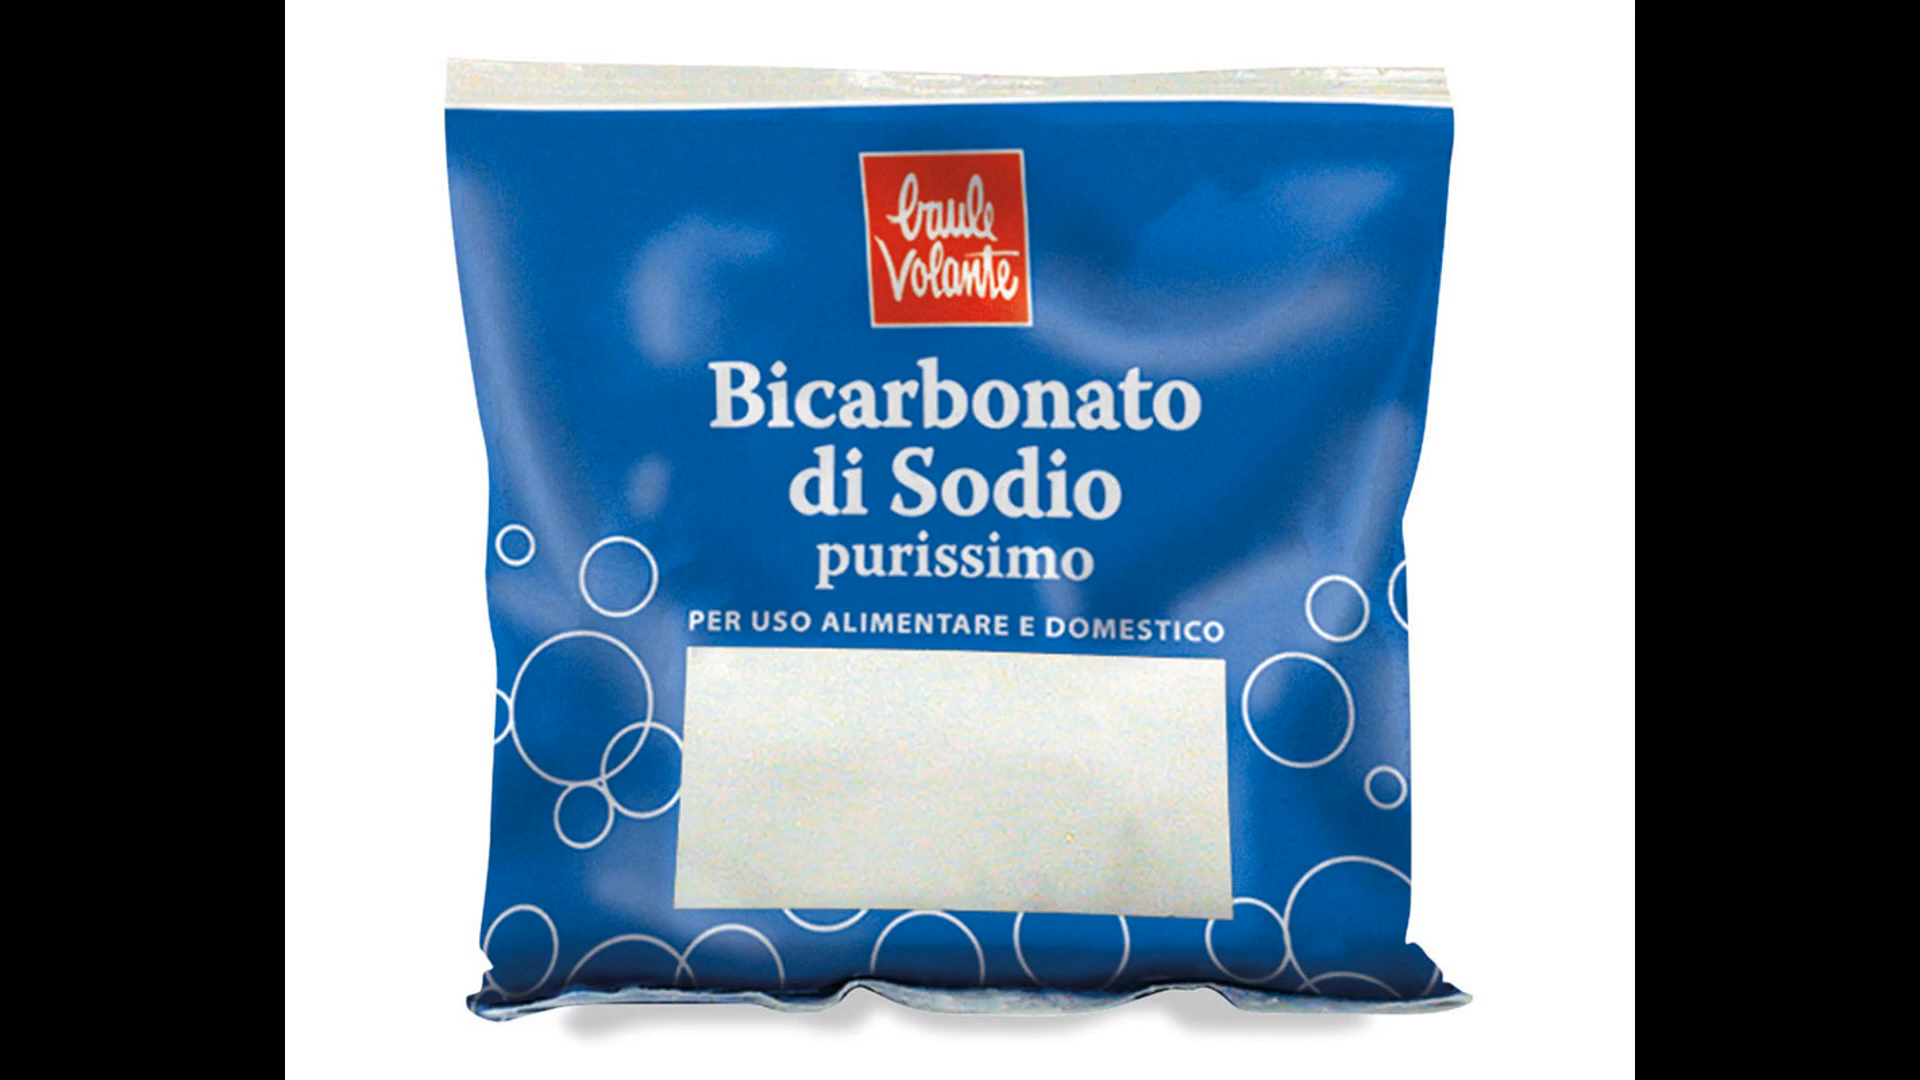 baule
Volante
Bicarbonato
di Sodio
purissimo
PER USO ALIMENTARE E DOMESTICO